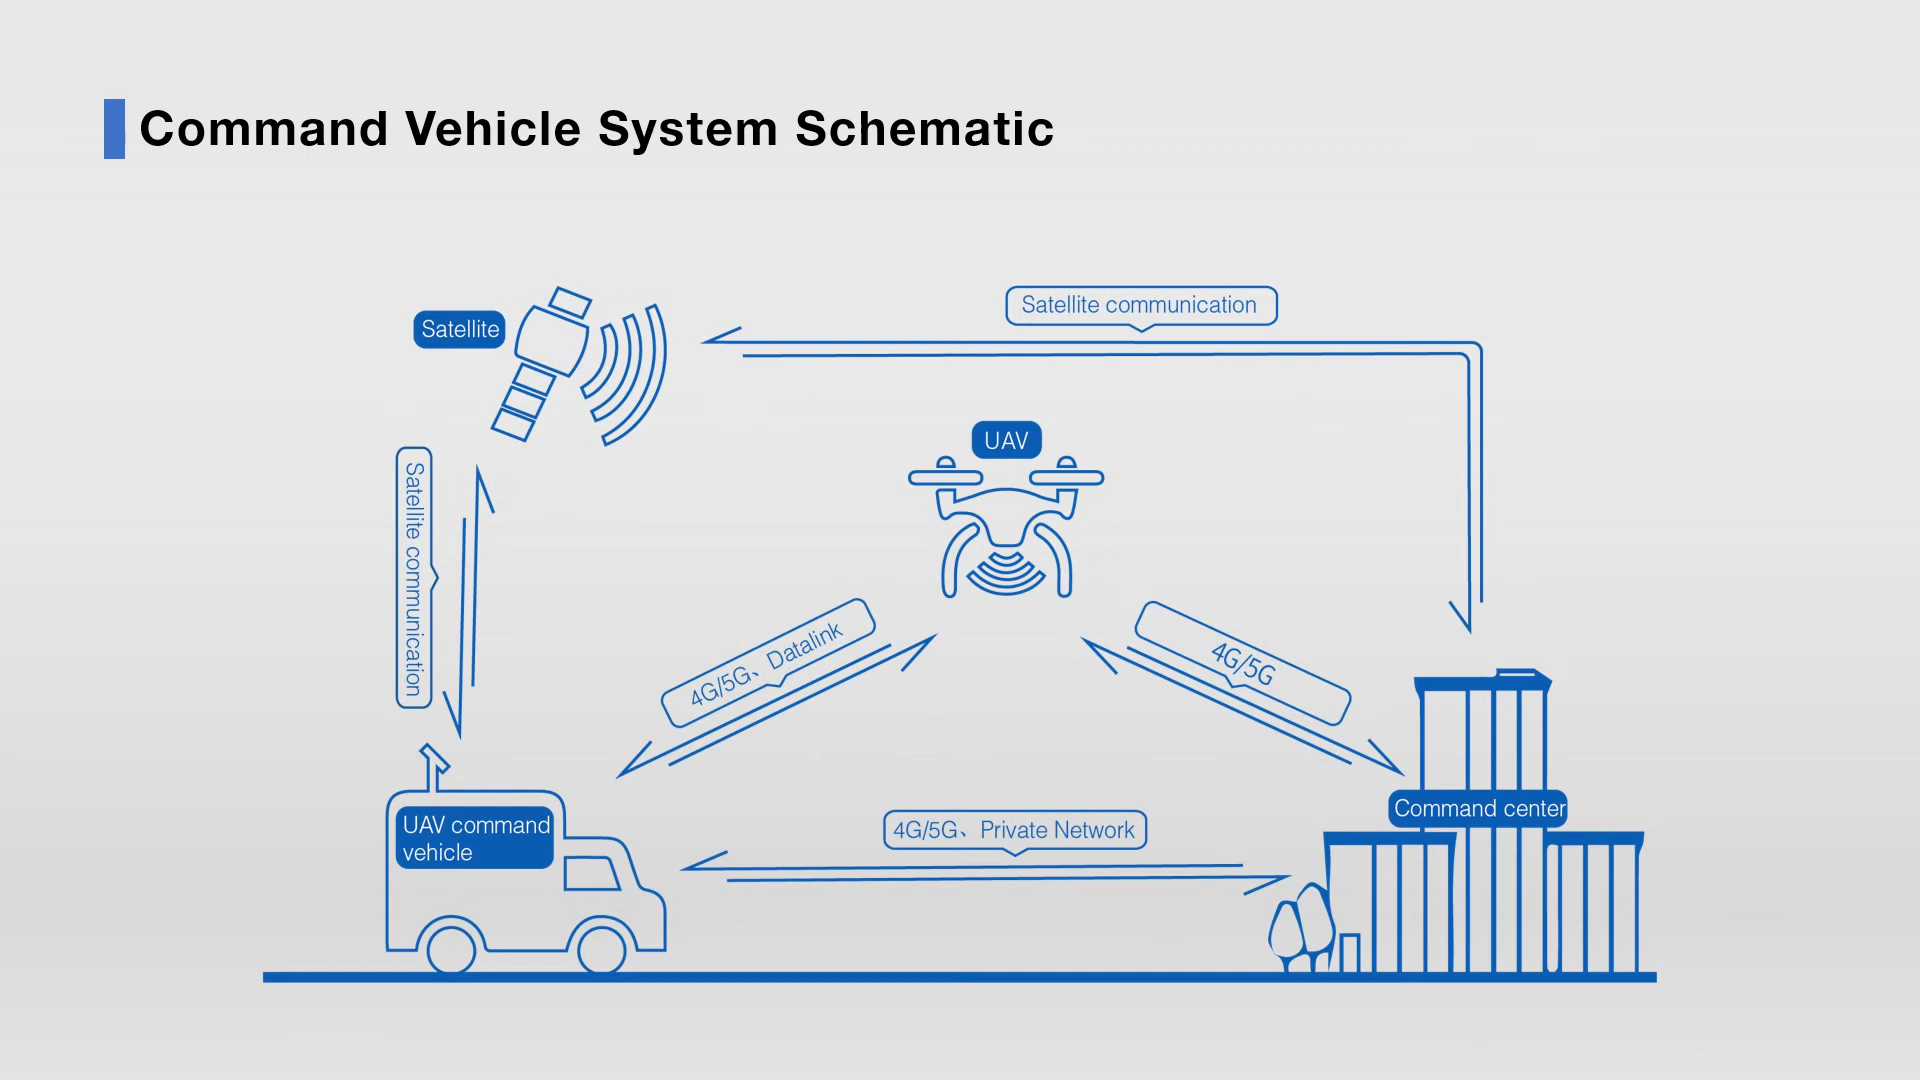 Command Vehicle System Schematic
Satellite communication
Satellite
UAV
Satellite communication
4G/5G、Datalink
4G/5G
Command center
UAV command
vehicle
4G/5G、Private Network